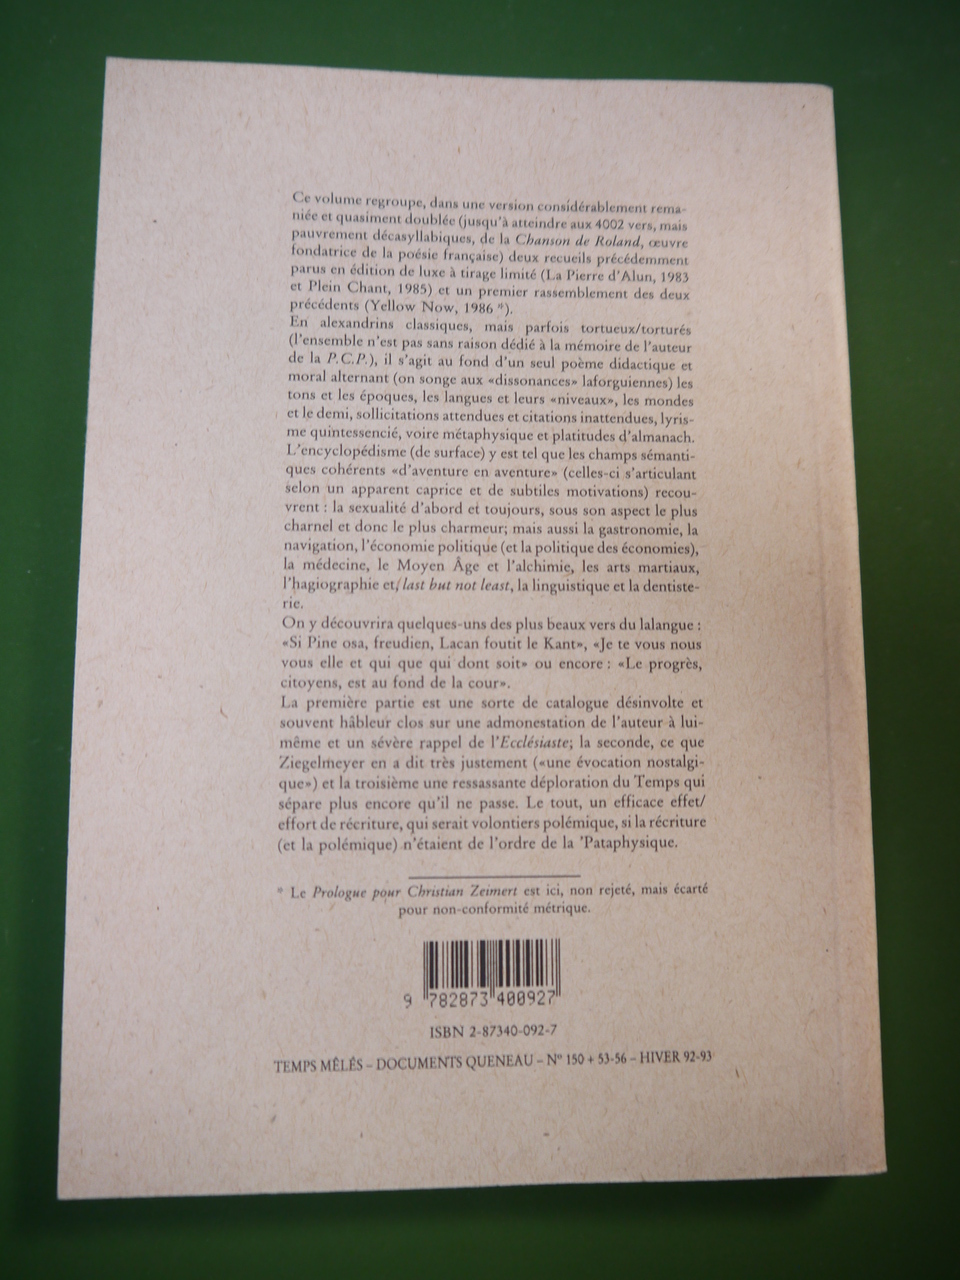 Ce volume regroupe, dans une version considérablement rema-
niée et quasiment doublée (jusqu'à atteindre aux 4002 vers, mais
pauvrement décasyllabiques, de la Chanson de Roland, œuvre
fondatrice de la poésie française) deux recueils précédemment
parus en édition de luxe à tirage limité (La Pierre d'Alun, 1983
et Plein Chant, 1985) et un premier rassemblement des deux
précédents (Yellow Now, 1986 *).
En alexandrins classiques, mais parfois tortueux/torturés
(l'ensemble n'est pas sans raison dédié à la mémoire de l'auteur
de la P.C.P.), il s'agit au fond d'un seul poème didactique et
moral alternant (on songe aux «dissonances» laforguiennes) les
tons et les époques, les langues et leurs «niveaux», les mondes
et le demi, sollicitations attendues et citations inattendues, lyris-
me quintessencié, voire métaphysique et platitudes d'almanach.
L'encyclopédisme (de surface) y est tel que les champs sémanti-
ques cohérents «d'aventure en aventure» (celles-ci s'articulant
selon un apparent caprice et de subtiles motivations) recou-
vrent : la sexualité d'abord et toujours, sous son aspect le plus
charnel et donc le plus charmeur; mais aussi la gastronomie, la
navigation, l'économie politique (et la politique des économies),
la médecine, le Moyen Âge et l'alchimie, les arts martiaux,
l'hagiographie et, last but not least, la linguistique et la dentiste-
rie.
On y découvrira quelques-uns des plus beaux vers du lalangue :
«Si Pine osa, freudien, Lacan foutit le Kant», «Je te vous nous
vous elle et qui que qui dont soit» ou encore : «Le progrès,
citoyens, est au fond de la cour».
La première partie est une sorte de catalogue désinvolte et
souvent hâbleur clos sur une admonestation de l'auteur à lui-
même et un sévère rappel de l'Ecclésiaste; la seconde, ce que
Ziegelmeyer en a dit très justement («une évocation nostalgi-
que») et la troisième une ressassante déploration du Temps qui
sépare plus encore qu'il ne passe. Le tout, un efficace effet/
effort de récriture, qui serait volontiers polémique, si la récriture
(et la polémique) n'étaient de l'ordre de la 'Pataphysique.
* Le Prologue pour Christian Zeimert est ici, non rejeté, mais écarté
pour non-conformité métrique.
9 782873 400927
ISBN 2-87340-092-7
TEMPS MÊLÉS – DOCUMENTS QUENEAU – N° 150 + 53-56 – HIVER 92-93